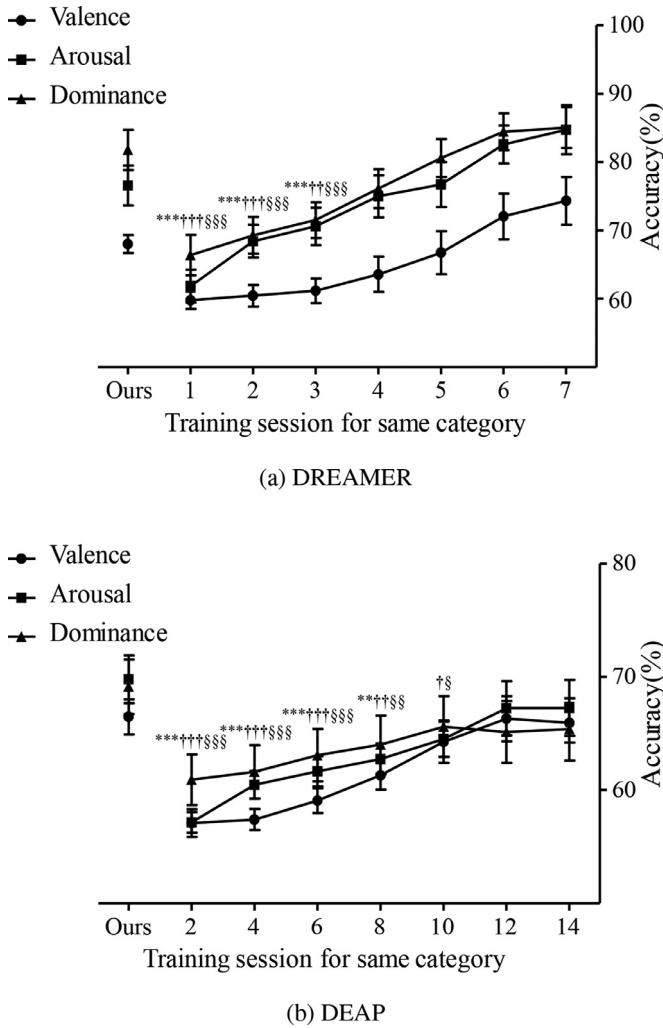 Valence
Arousal
Dominance
100
90
80
70
60
Accuracy(%)
***†††§§§
***†††§§§
***††§§§
Ours 1 2 3 4 5 6 7
Training session for same category
(a) DREAMER
Valence
Arousal
Dominance
80
70
60
Accuracy(%)
***†††§§§
***†††§§§
***†††§§§
**††§§
†§
Ours 2 4 6 8 10 12 14
Training session for same category
(b) DEAP